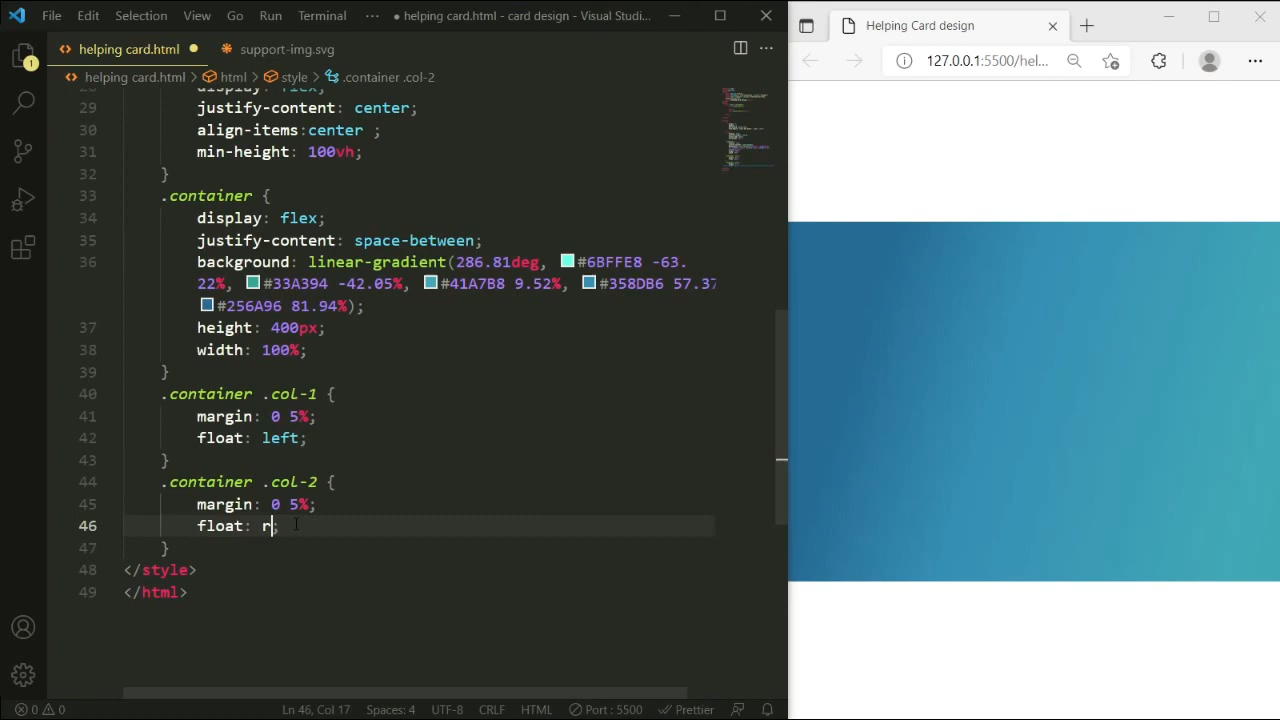 File Edit Selection View Go Run Terminal ··· ● helping card.html - card design - Visual Studi...
helping card.html ● support-img.svg
helping card.html > html > style > .container .col-2
28 display: flex;
29 justify-content: center;
30 align-items:center ;
31 min-height: 100vh;
32 }
33 .container {
34 display: flex;
35 justify-content: space-between;
36 background: linear-gradient(286.81deg, #6BFFE8 -63.
22%, #33A394 -42.05%, #41A7B8 9.52%, #358DB6 57.37
#256A96 81.94%);
37 height: 400px;
38 width: 100%;
39 }
40 .container .col-1 {
41 margin: 0 5%;
42 float: left;
43 }
44 .container .col-2 {
45 margin: 0 5%;
46 float: r;
47 }
48 </style>
49 </html>
1
0 0 Ln 46, Col 17 Spaces: 4 UTF-8 CRLF HTML Port : 5500 Prettier
Helping Card design
127.0.0.1:5500/hel...